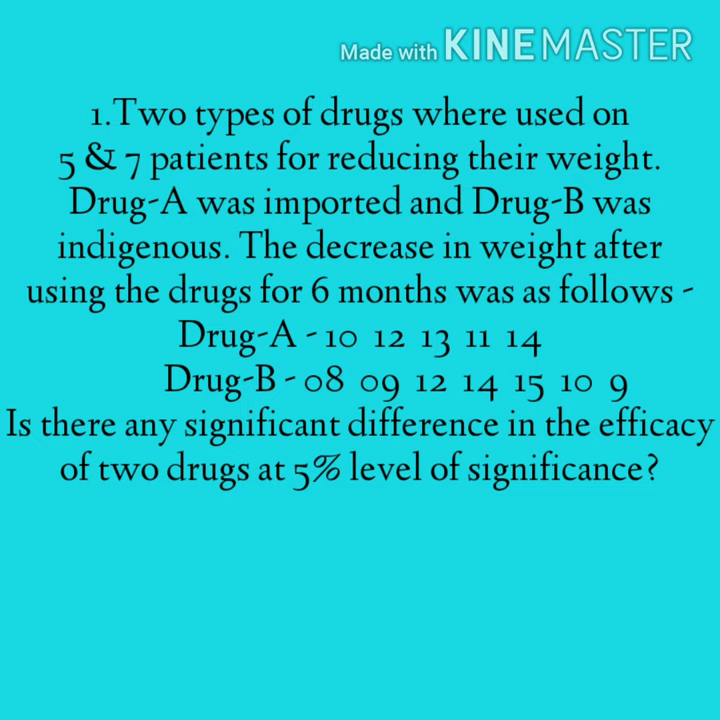 Made with KINEMASTER
1.Two types of drugs where used on
5 & 7 patients for reducing their weight.
Drug-A was imported and Drug-B was
indigenous. The decrease in weight after
using the drugs for 6 months was as follows -
Drug-A - 10 12 13 11 14
Drug-B - 08 09 12 14 15 10 9
Is there any significant difference in the efficacy
of two drugs at 5% level of significance?